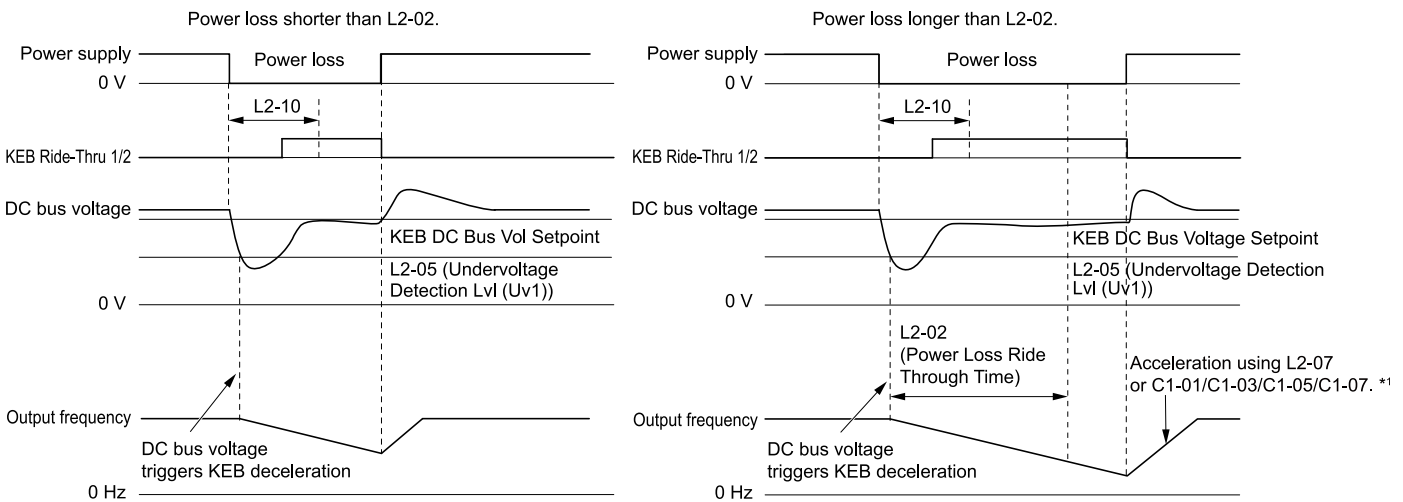 Power loss shorter than L2-02.
Power supply
Power loss
0 V
L2-10
KEB Ride-Thru 1/2
DC bus voltage
KEB DC Bus Vol Setpoint
L2-05 (Undervoltage
Detection Lvl (Uv1))
0 V
Output frequency
DC bus voltage
triggers KEB deceleration
0 Hz
Power loss longer than L2-02.
Power supply
Power loss
0 V
L2-10
KEB Ride-Thru 1/2
DC bus voltage
KEB DC Bus Voltage Setpoint
L2-05 (Undervoltage Detection
Lvl (Uv1))
0 V
L2-02
(Power Loss Ride
Through Time)
Acceleration using L2-07
or C1-01/C1-03/C1-05/C1-07. *1
Output frequency
DC bus voltage
triggers KEB deceleration
0 Hz